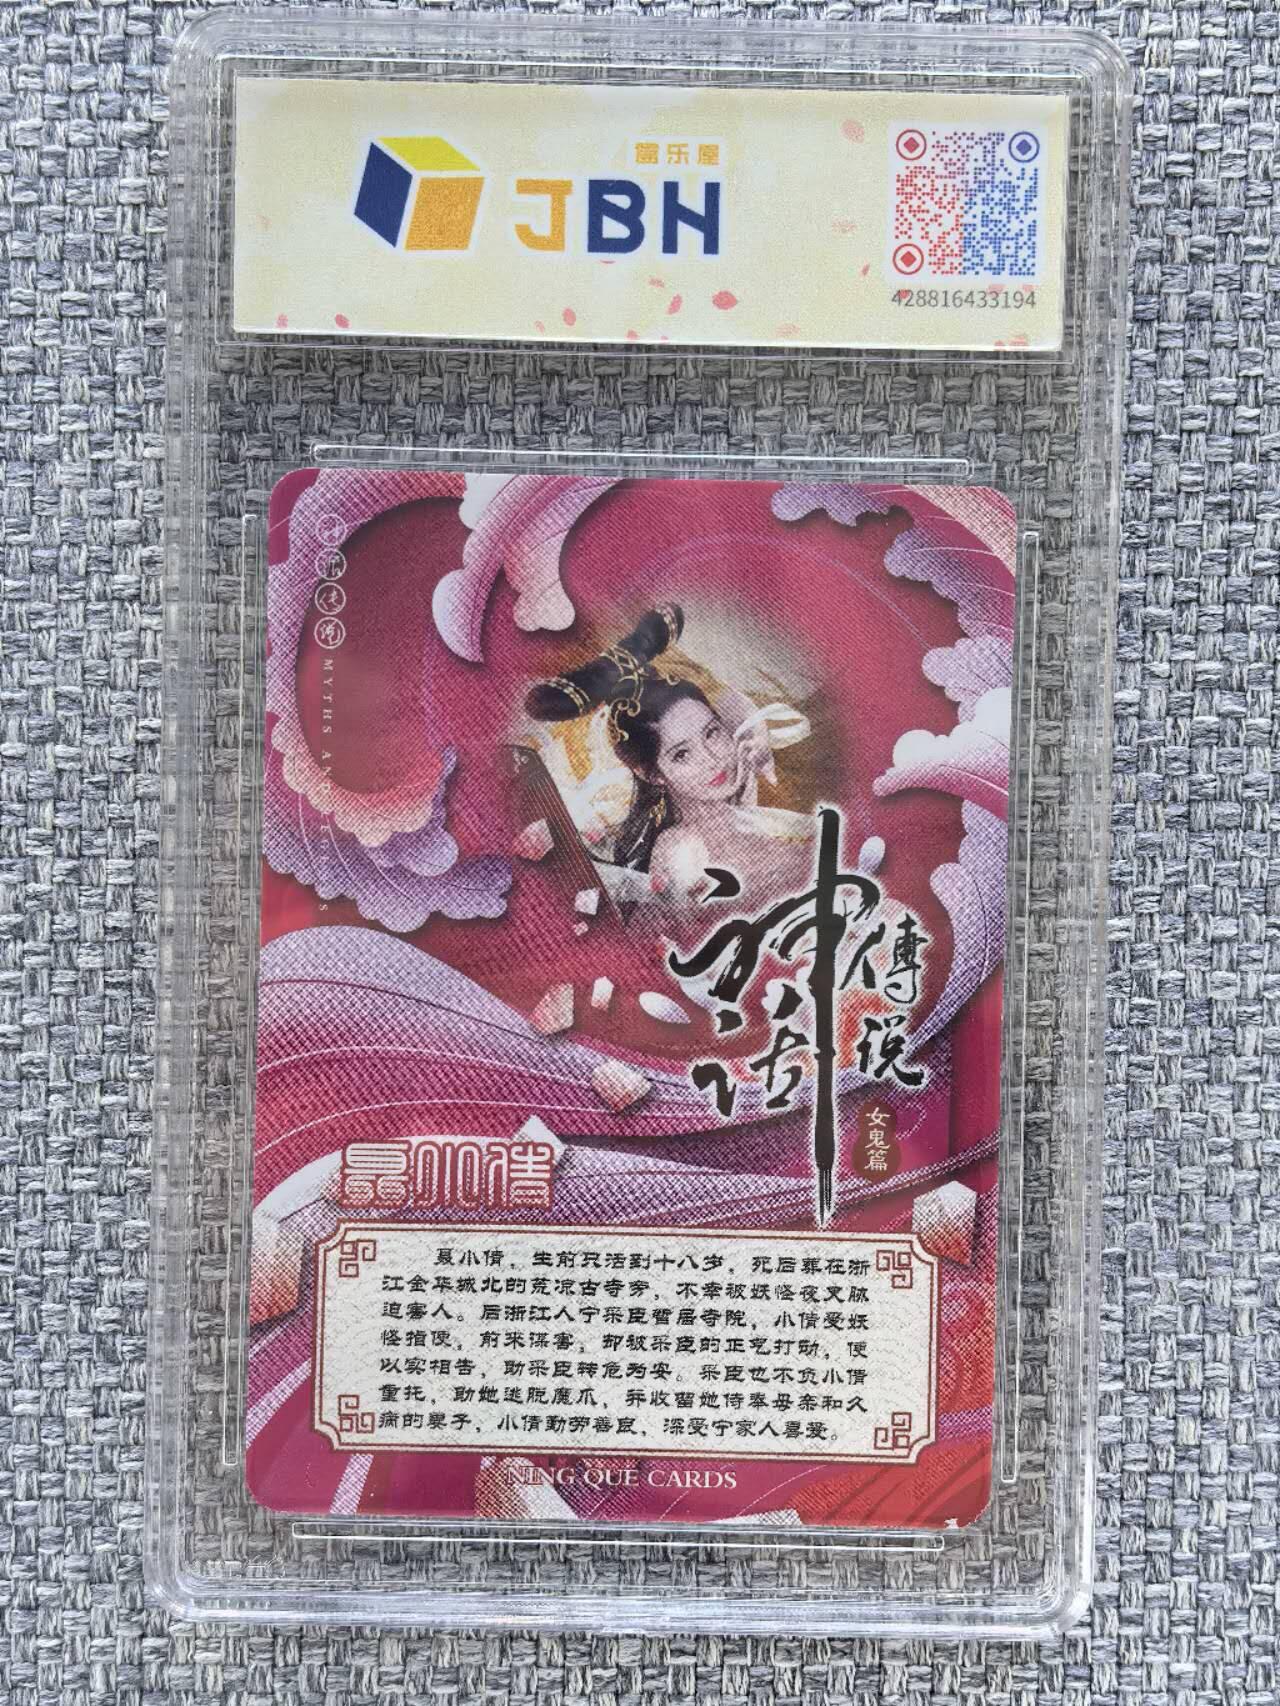 富乐屋
JBH
428816433194
神话传说
MYTHS AND LEGENDS
神话
傳说
女鬼篇
聂小倩
聂小倩，生前只活到十八岁，死后葬在浙
江金华城北的荒凉古寺旁，不幸被妖怪夜叉胁
迫害人。后浙江人宁采臣暂居寺院，小倩受妖
怪指使，前来谋害，却被采臣的正气打动，便
以实相告，助采臣转危为安。采臣也不负小倩
重托，助她逃脱魔爪，并收留她侍奉母亲和久
病的妻子，小倩勤劳善良，深受宁家人喜爱。
NING QUE CARDS